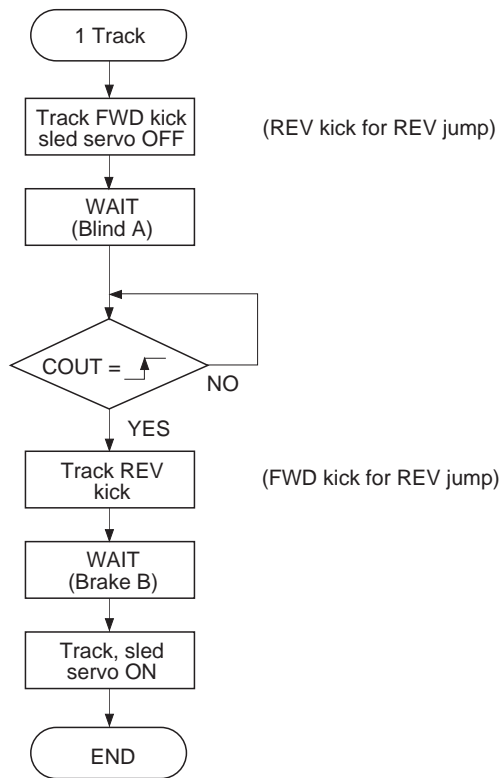 1 Track
Track FWD kick
sled servo OFF
(REV kick for REV jump)
WAIT
(Blind A)
COUT =
NO
YES
Track REV
kick
(FWD kick for REV jump)
WAIT
(Brake B)
Track, sled
servo ON
END